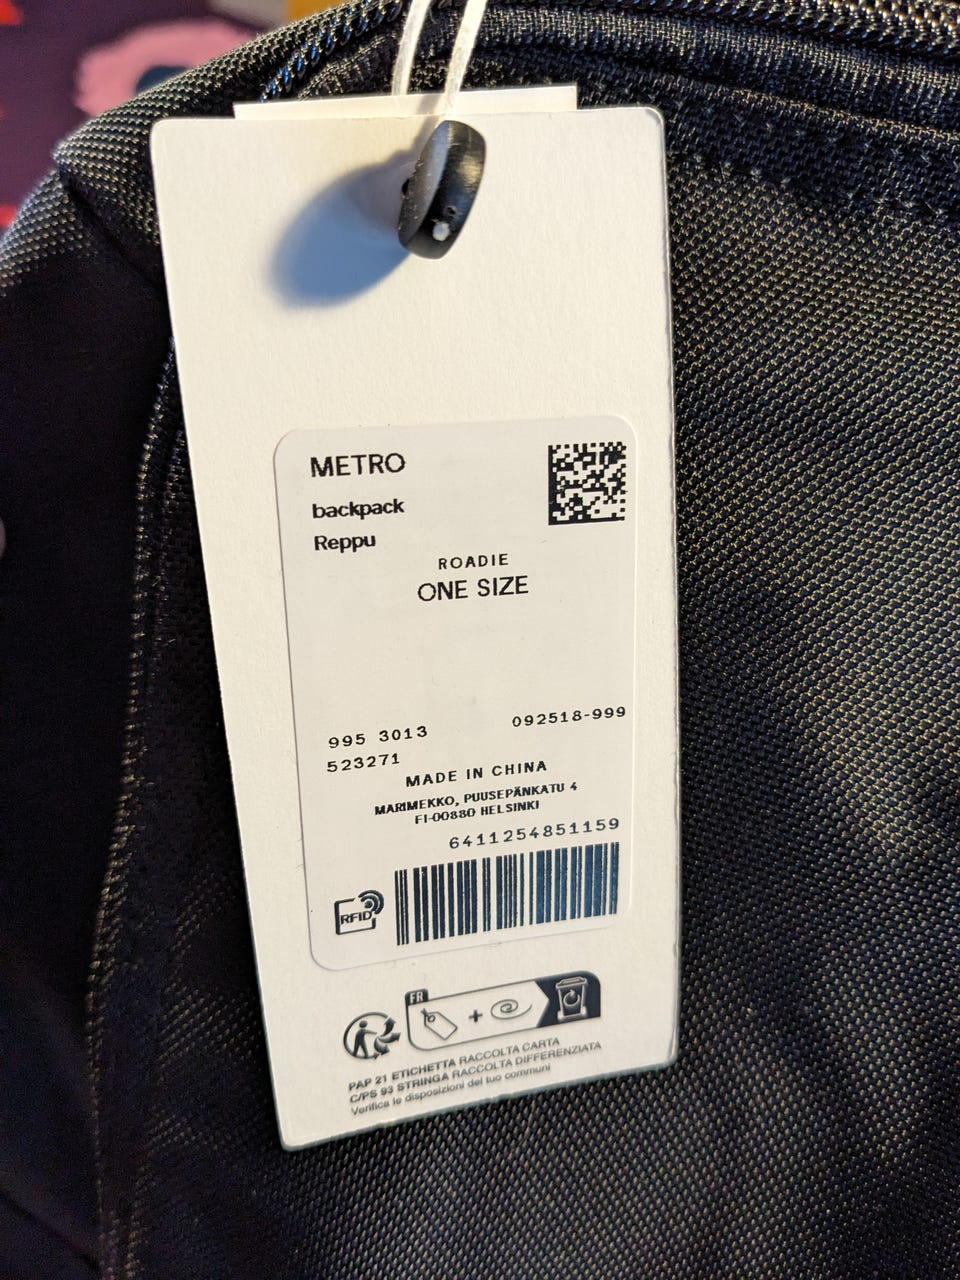 METRO
backpack
Reppu
ROADIE
ONE SIZE
995 3013
092518-999
523271
MADE IN CHINA
MARIMEKKO, PUUSEPÄNKATU 4
FI-00880 HELSINKI
6411254851159
RFID
FR
+
PAP 21 ETICHETTA RACCOLTA CARTA
C/PS 93 STRINGA RACCOLTA DIFFERENZIATA
Verifica le disposizioni del tuo communi